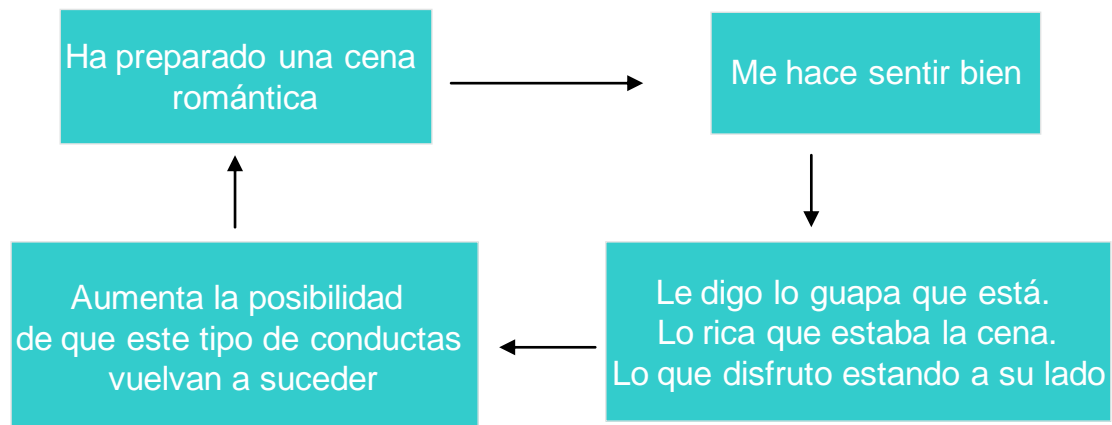 Ha preparado una cena
romántica
Me hace sentir bien
Le digo lo guapa que está.
Lo rica que estaba la cena.
Lo que disfruto estando a su lado
Aumenta la posibilidad
de que este tipo de conductas
vuelvan a suceder